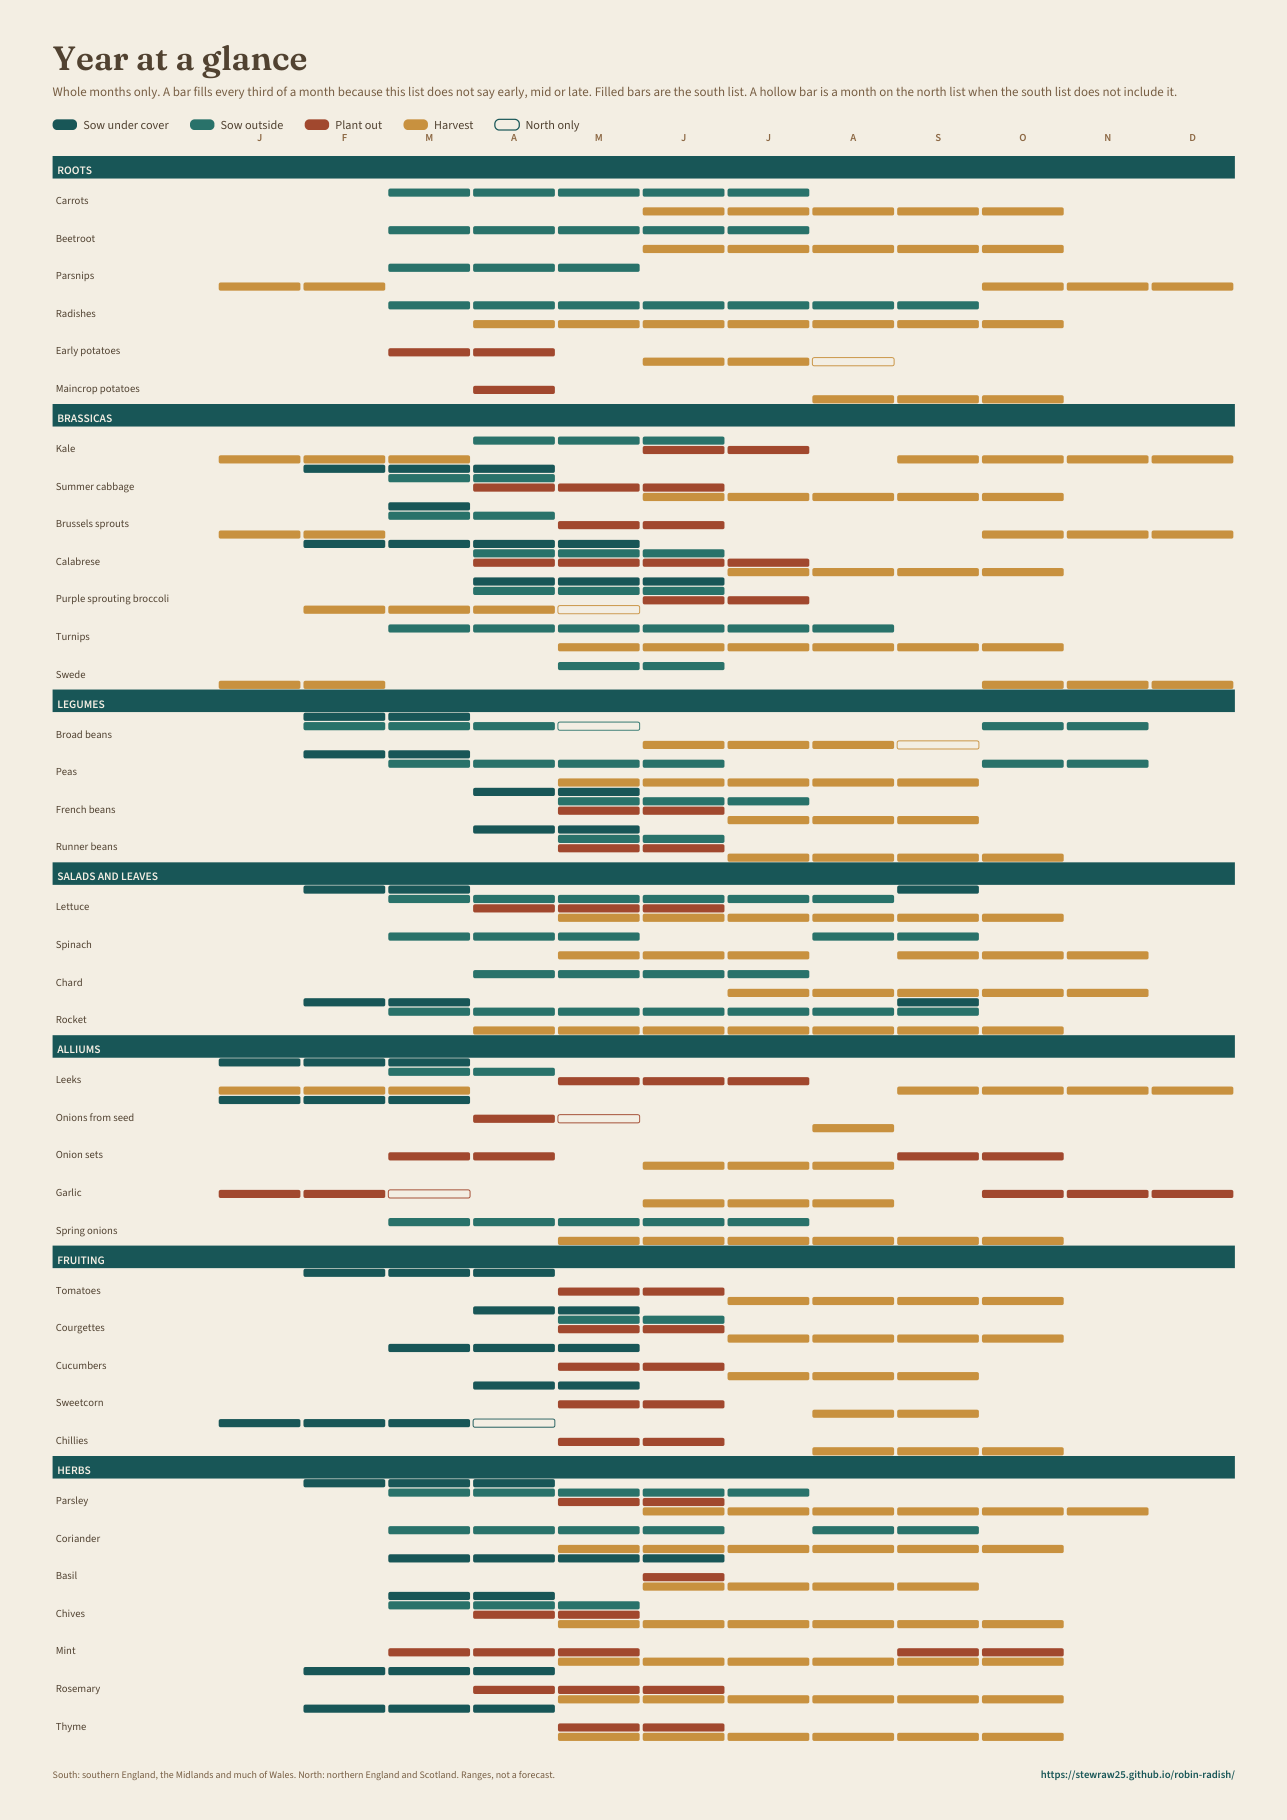 Year at a glance
Whole months only. A bar fills every third of a month because this list does not say early, mid or late. Filled bars are the south list. A hollow bar is a month on the north list when the south list does not include it.
Sow under cover Sow outside Plant out Harvest North only
J F M A M J J A S O N D
ROOTS
Carrots
Beetroot
Parsnips
Radishes
Early potatoes
Maincrop potatoes
BRASSICAS
Kale
Summer cabbage
Brussels sprouts
Calabrese
Purple sprouting broccoli
Turnips
Swede
LEGUMES
Broad beans
Peas
French beans
Runner beans
SALADS AND LEAVES
Lettuce
Spinach
Chard
Rocket
ALLIUMS
Leeks
Onions from seed
Onion sets
Garlic
Spring onions
FRUITING
Tomatoes
Courgettes
Cucumbers
Sweetcorn
Chillies
HERBS
Parsley
Coriander
Basil
Chives
Mint
Rosemary
Thyme
South: southern England, the Midlands and much of Wales. North: northern England and Scotland. Ranges, not a forecast. https://stewraw25.github.io/robin-radish/